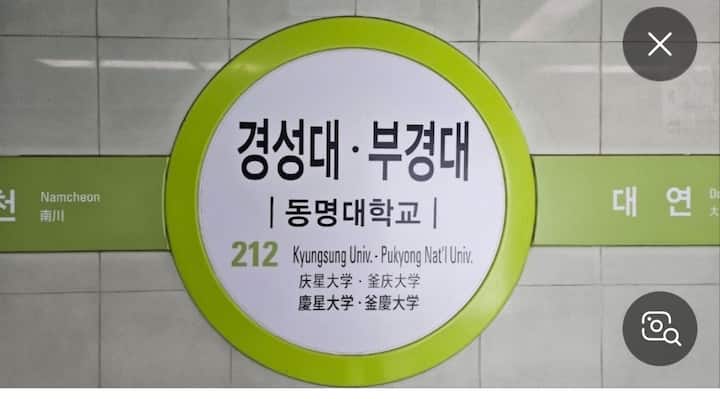 경성대·부경대
| 동명대학교 |
212 Kyungsung Univ.-Pukyong Nat'l Univ.
庆星大学·釜庆大学
慶星大学·釜慶大学
천 Namcheon
南川
대 연